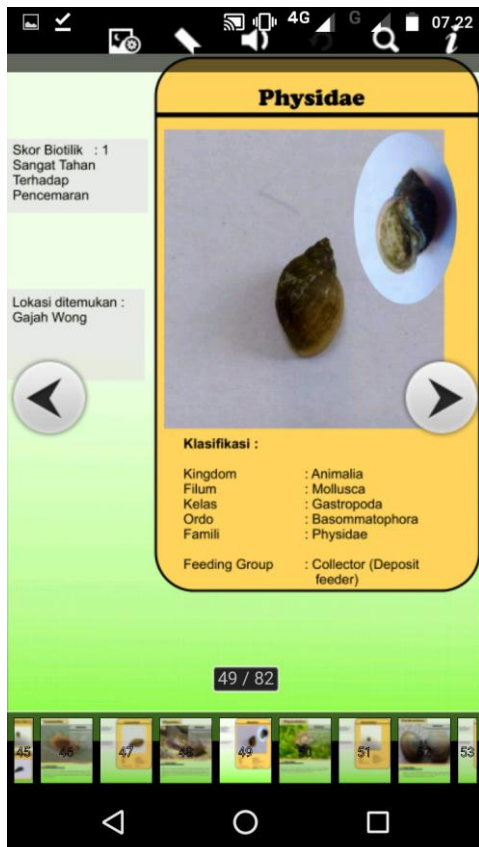 4G
G
07.22
Physidae
Skor Biotilik : 1
Sangat Tahan
Terhadap
Pencemaran
Lokasi ditemukan :
Gajah Wong
Klasifikasi :
Kingdom : Animalia
Filum : Mollusca
Kelas : Gastropoda
Ordo : Basommatophora
Famili : Physidae
Feeding Group : Collector (Deposit
feeder)
49 / 82
45 46 47 48 49 50 51 52 53